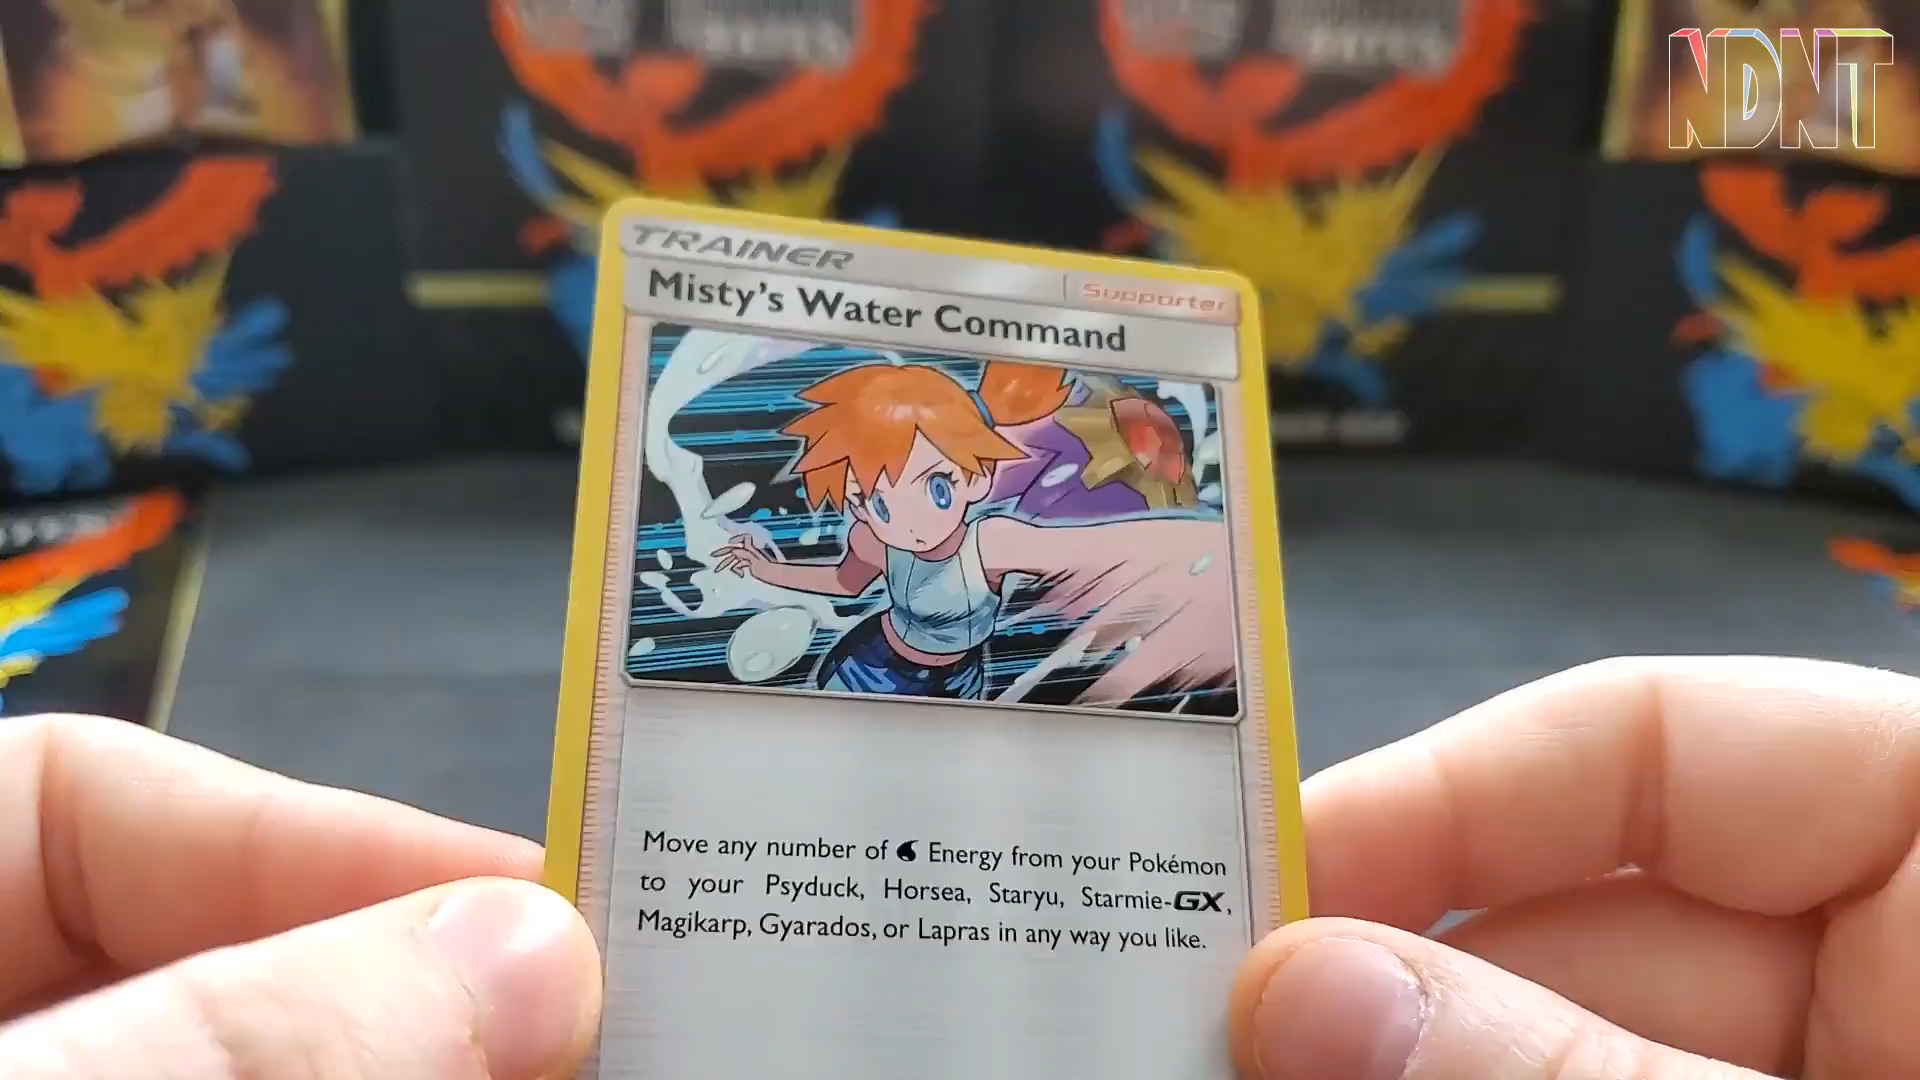 NDNT
TRAINER
Supporter
Misty's Water Command
Move any number of Energy from your Pokémon
to your Psyduck, Horsea, Staryu, Starmie-GX,
Magikarp, Gyarados, or Lapras in any way you like.